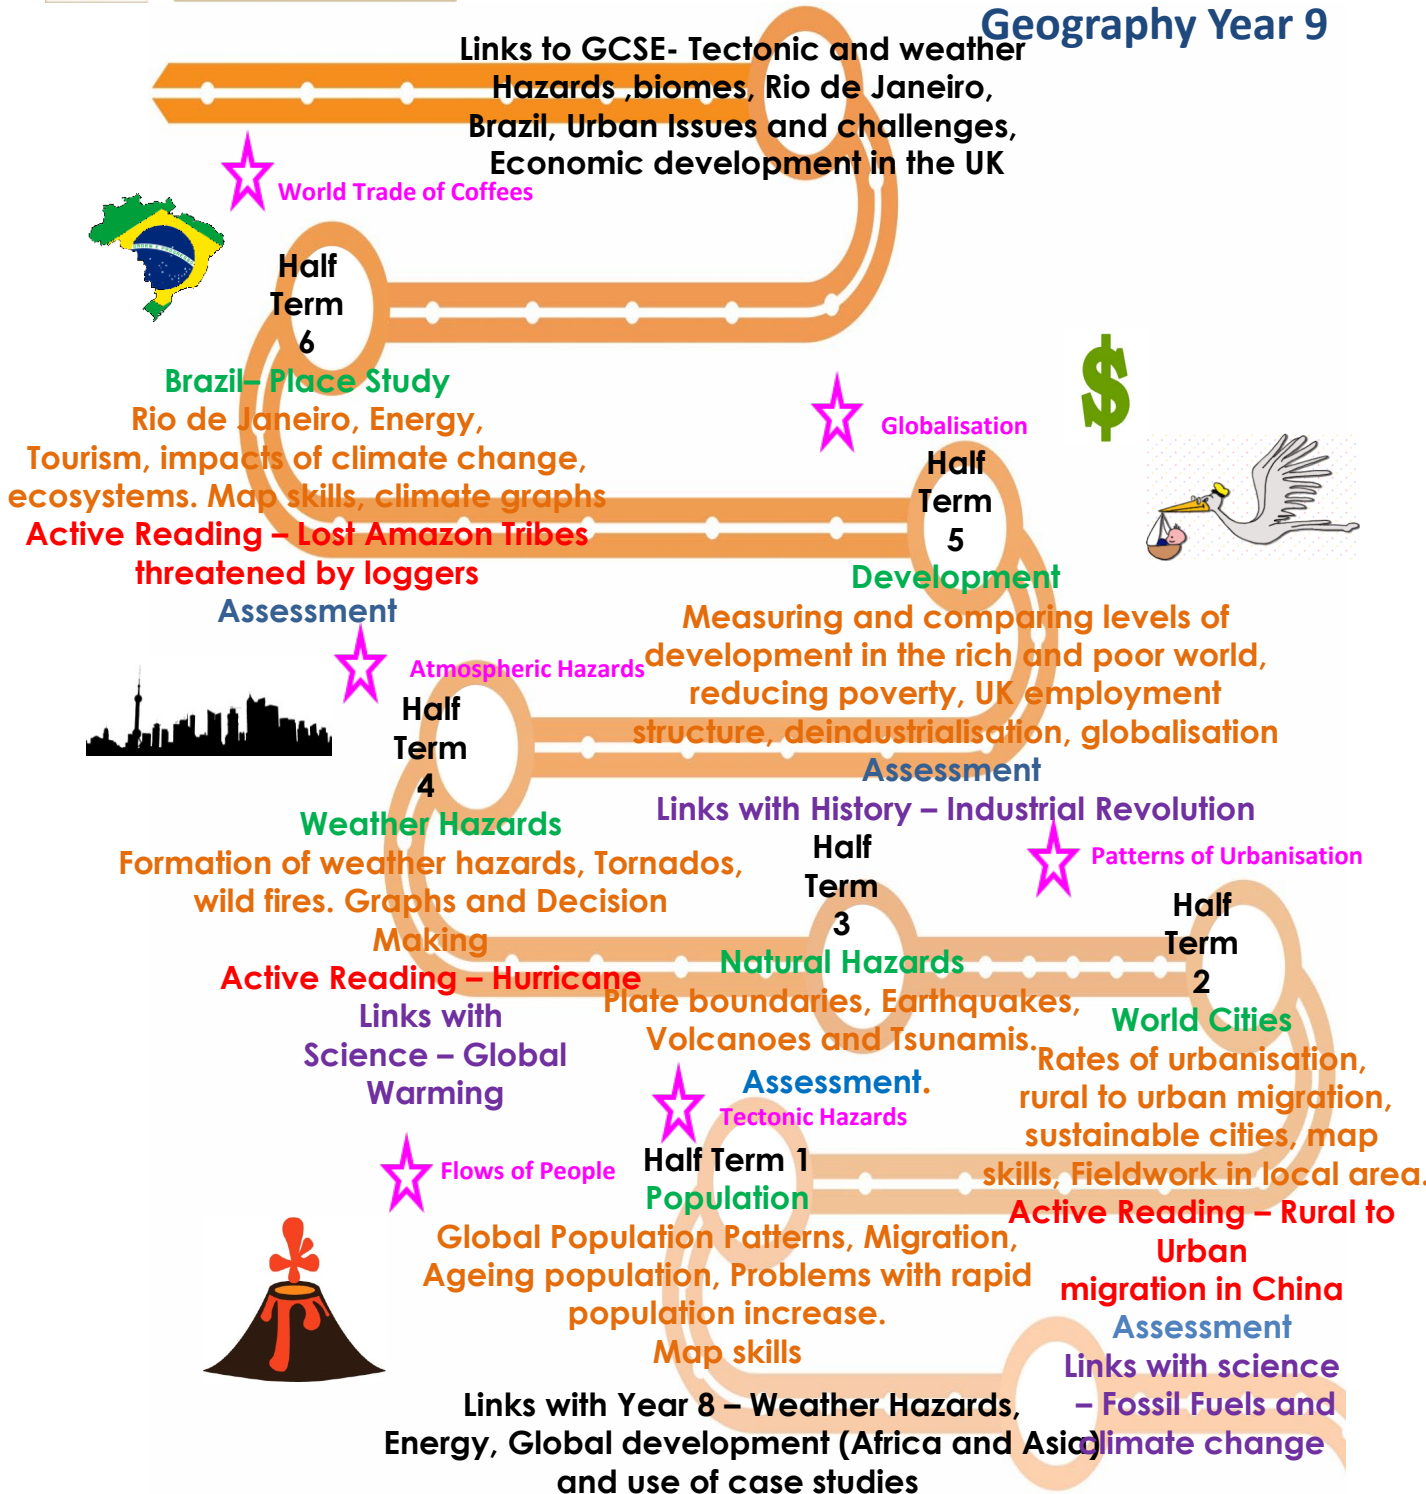 Geography Year 9
Links to GCSE- Tectonic and weather
Hazards ,biomes, Rio de Janeiro,
Brazil, Urban Issues and challenges,
Economic development in the UK
World Trade of Coffees
Half
Term
6
Brazil– Place Study
Rio de Janeiro, Energy,
Tourism, impacts of climate change,
ecosystems. Map skills, climate graphs
Active Reading – Lost Amazon Tribes
threatened by loggers
Assessment
$
Globalisation
Half
Term
5
Development
Measuring and comparing levels of
development in the rich and poor world,
reducing poverty, UK employment
structure, deindustrialisation, globalisation
Assessment
Links with History – Industrial Revolution
Atmospheric Hazards
Half
Term
4
Weather Hazards
Formation of weather hazards, Tornados,
wild fires. Graphs and Decision
Making
Active Reading – Hurricane
Links with
Science – Global
Warming
Half
Term
3
Natural Hazards
Plate boundaries, Earthquakes,
Volcanoes and Tsunamis.
Assessment.
Tectonic Hazards
Patterns of Urbanisation
Half
Term
2
World Cities
Rates of urbanisation,
rural to urban migration,
sustainable cities, map
skills, Fieldwork in local area.
Active Reading – Rural to
Urban
migration in China
Assessment
Links with science
– Fossil Fuels and
climate change
Flows of People
Half Term 1
Population
Global Population Patterns, Migration,
Ageing population, Problems with rapid
population increase.
Map skills
Links with Year 8 – Weather Hazards,
Energy, Global development (Africa and Asia)
and use of case studies